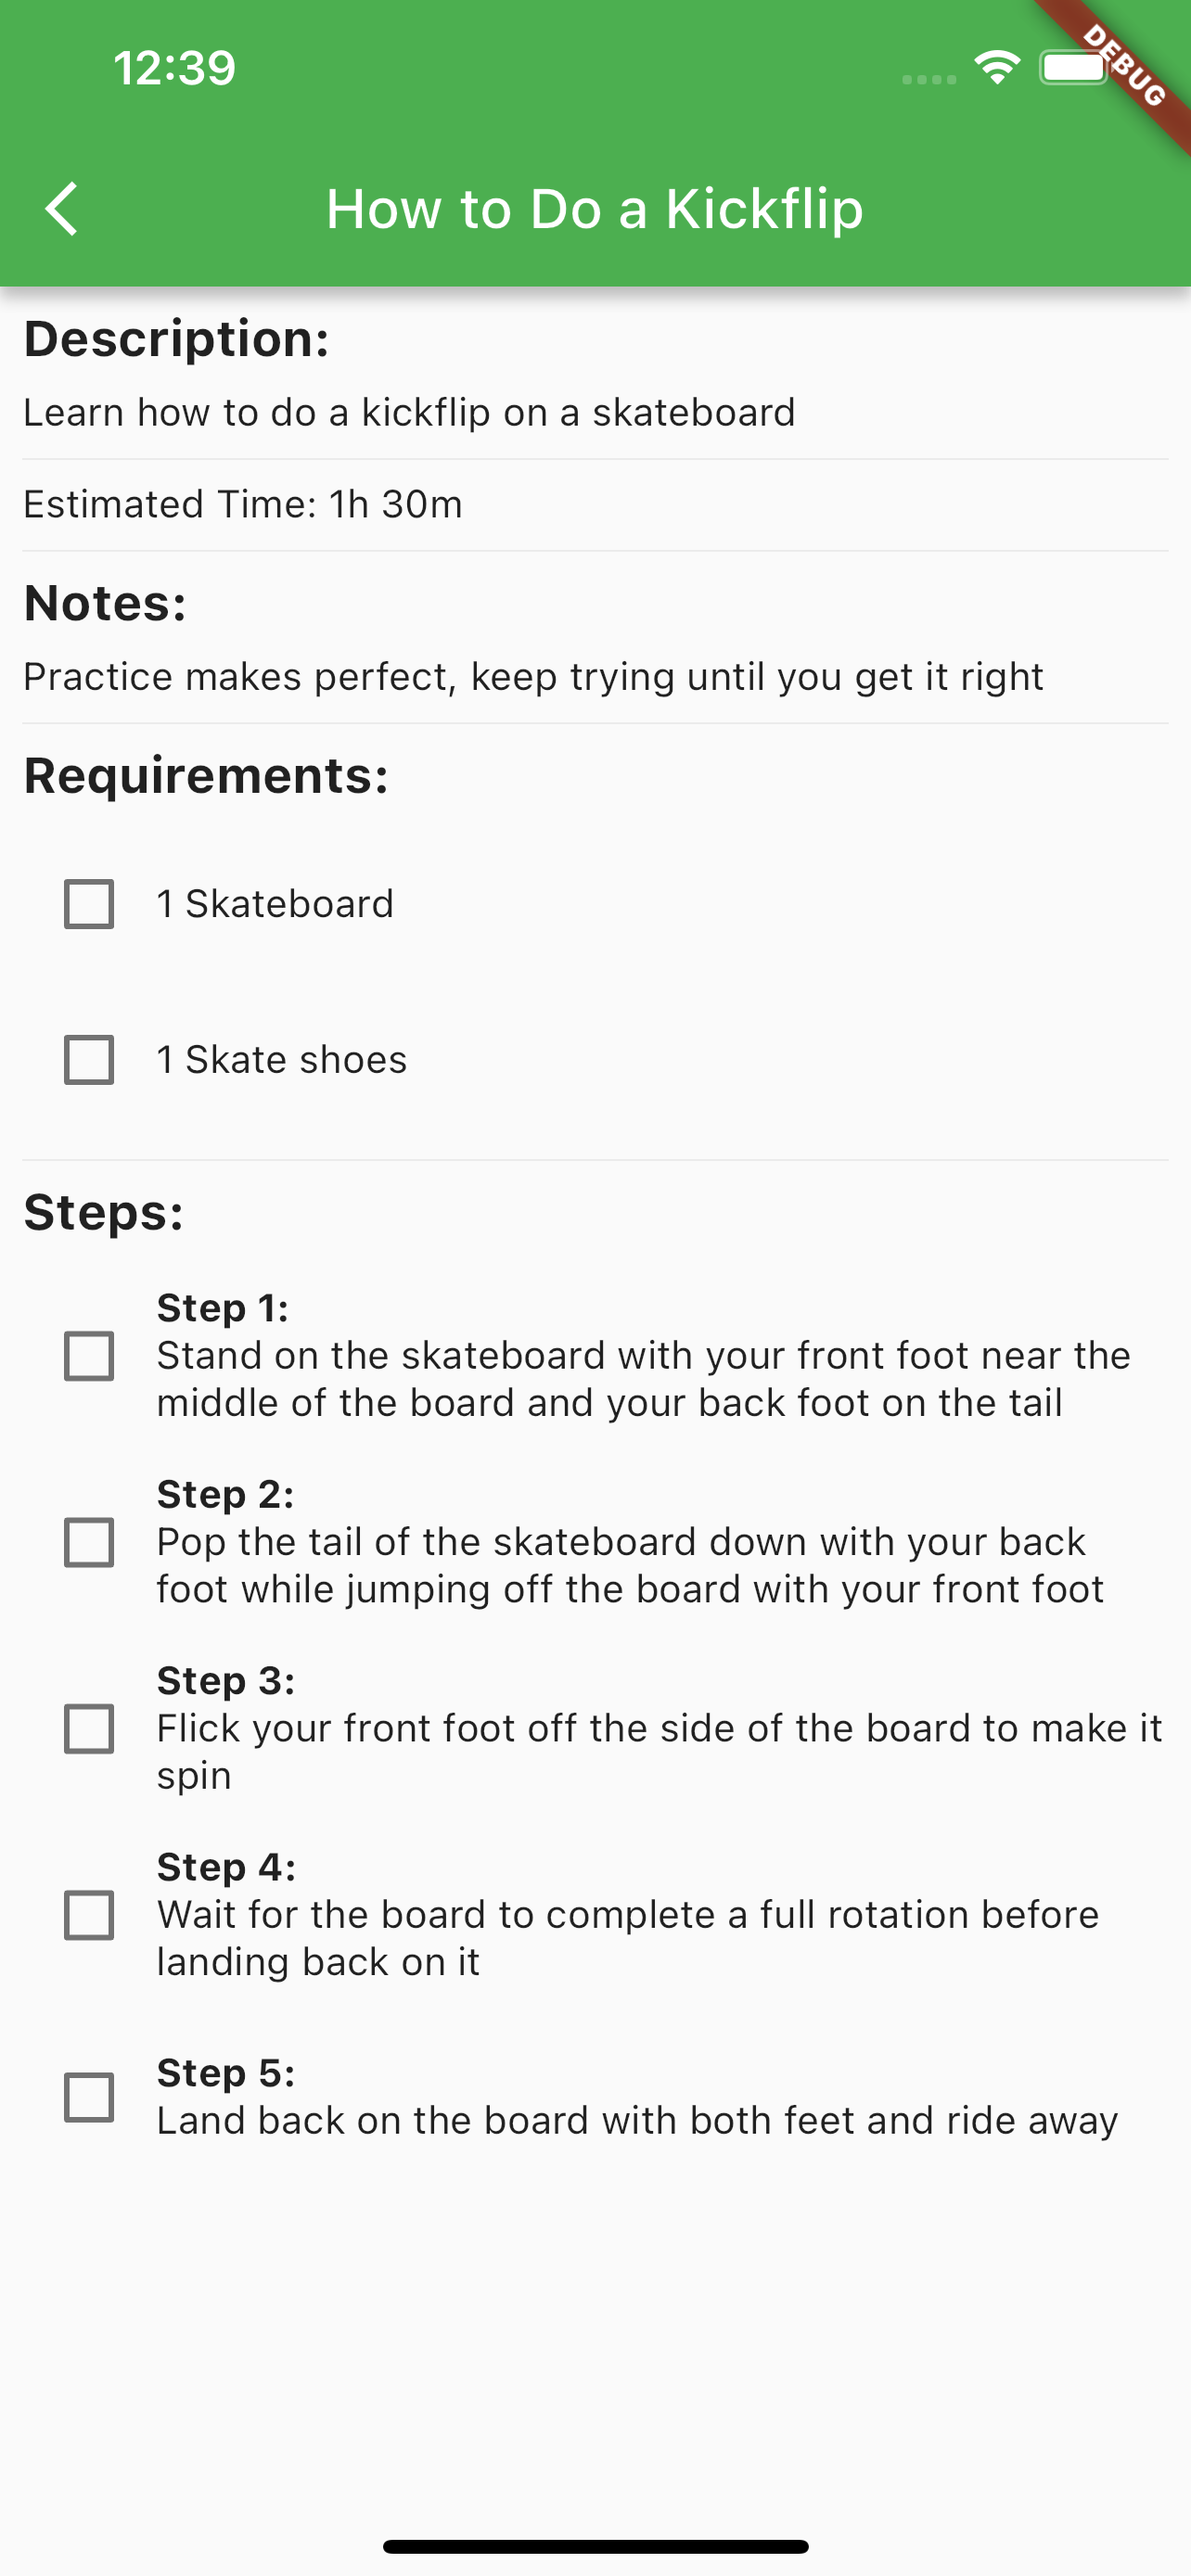 12:39
DEBUG
How to Do a Kickflip
Description:
Learn how to do a kickflip on a skateboard
Estimated Time: 1h 30m
Notes:
Practice makes perfect, keep trying until you get it right
Requirements:
1 Skateboard
1 Skate shoes
Steps:
Step 1:
Stand on the skateboard with your front foot near the
middle of the board and your back foot on the tail
Step 2:
Pop the tail of the skateboard down with your back
foot while jumping off the board with your front foot
Step 3:
Flick your front foot off the side of the board to make it
spin
Step 4:
Wait for the board to complete a full rotation before
landing back on it
Step 5:
Land back on the board with both feet and ride away